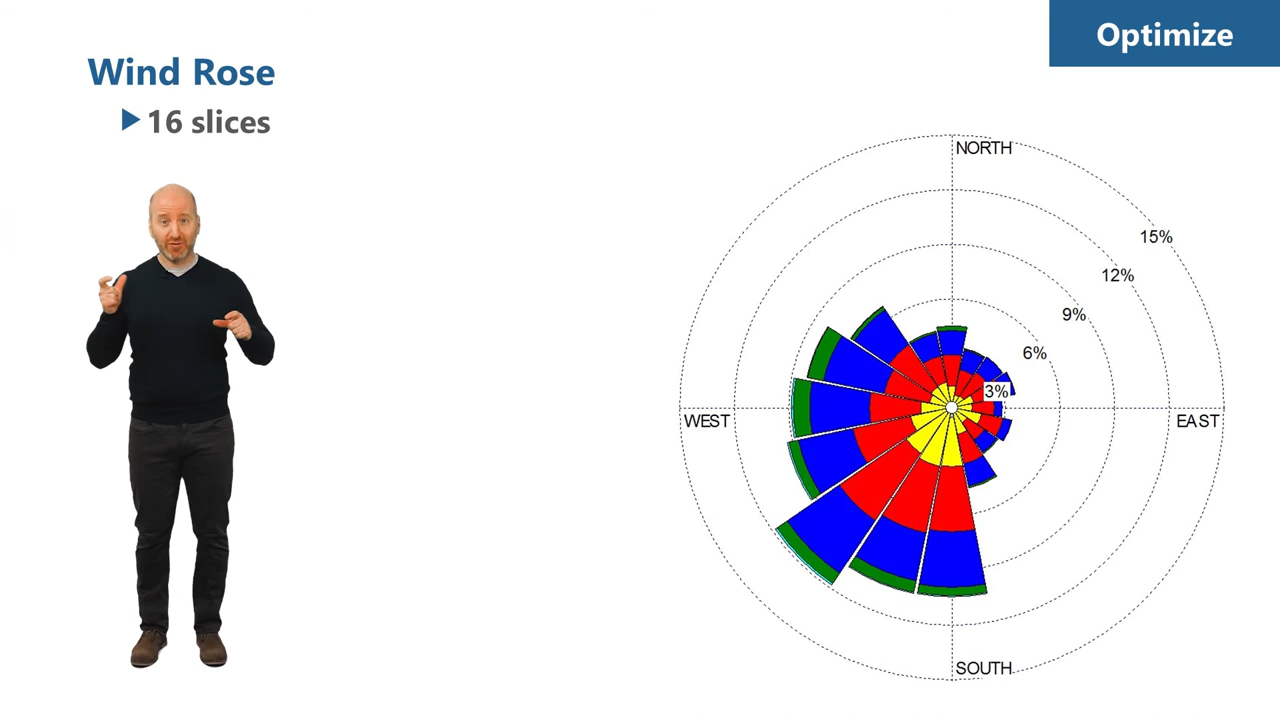 Optimize
Wind Rose
16 slices
NORTH
15%
12%
9%
6%
3%
WEST
EAST
SOUTH